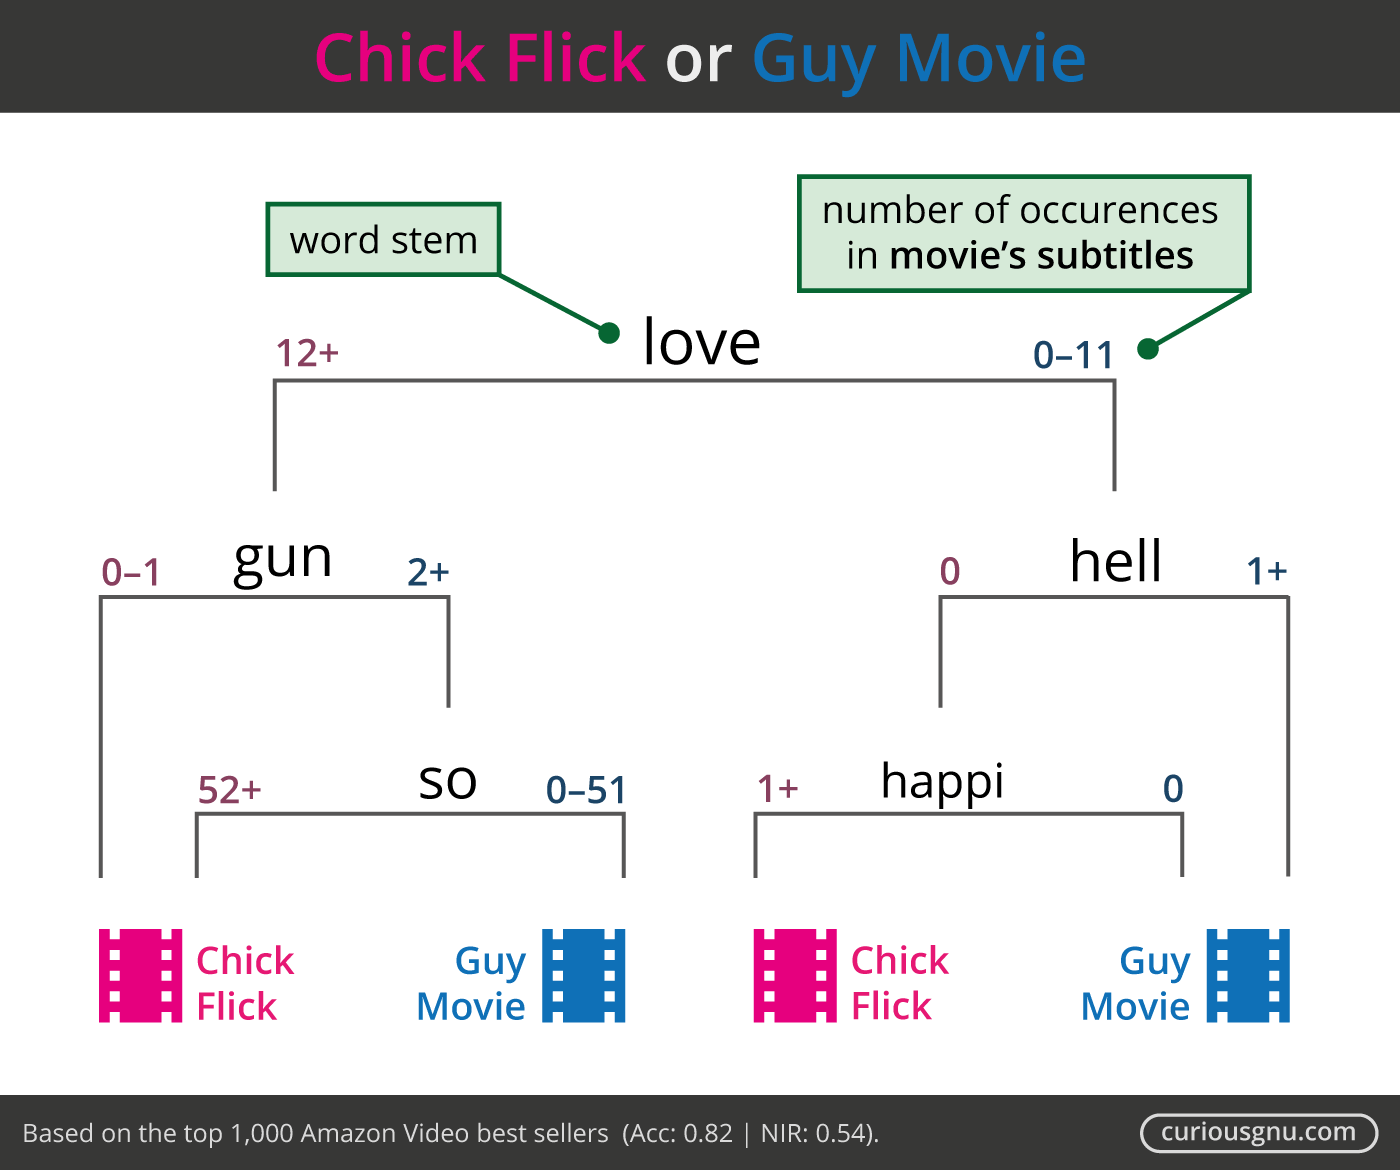 Chick Flick or Guy Movie
word stem
number of occurences
in movie's subtitles
12+
love
0–11
0–1
gun
2+
0
hell
1+
52+
so
0–51
1+
happi
0
Chick
Flick
Guy
Movie
Chick
Flick
Guy
Movie
Based on the top 1,000 Amazon Video best sellers (Acc: 0.82 | NIR: 0.54).
curiousgnu.com